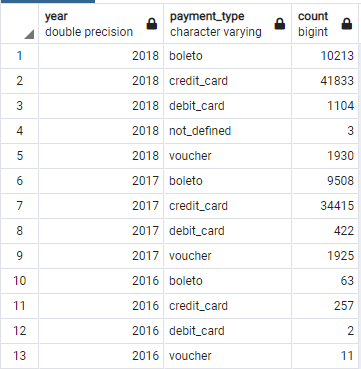 year payment_type count
double precision character varying bigint
1 2018 boleto 10213
2 2018 credit_card 41833
3 2018 debit_card 1104
4 2018 not_defined 3
5 2018 voucher 1930
6 2017 boleto 9508
7 2017 credit_card 34415
8 2017 debit_card 422
9 2017 voucher 1925
10 2016 boleto 63
11 2016 credit_card 257
12 2016 debit_card 2
13 2016 voucher 11